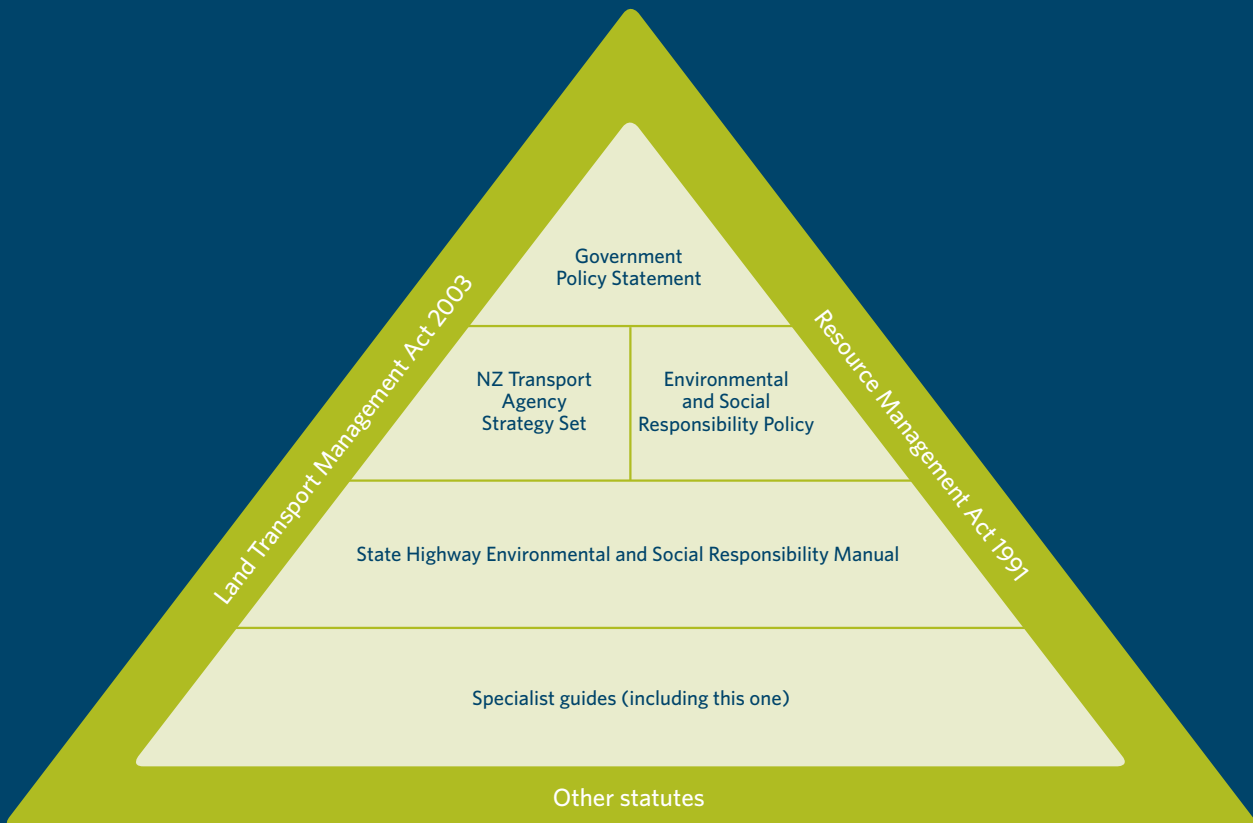 Government
Policy Statement
Land Transport Management Act 2003
Resource Management Act 1991
NZ Transport
Agency
Strategy Set
Environmental
and Social
Responsibility Policy
State Highway Environmental and Social Responsibility Manual
Specialist guides (including this one)
Other statutes